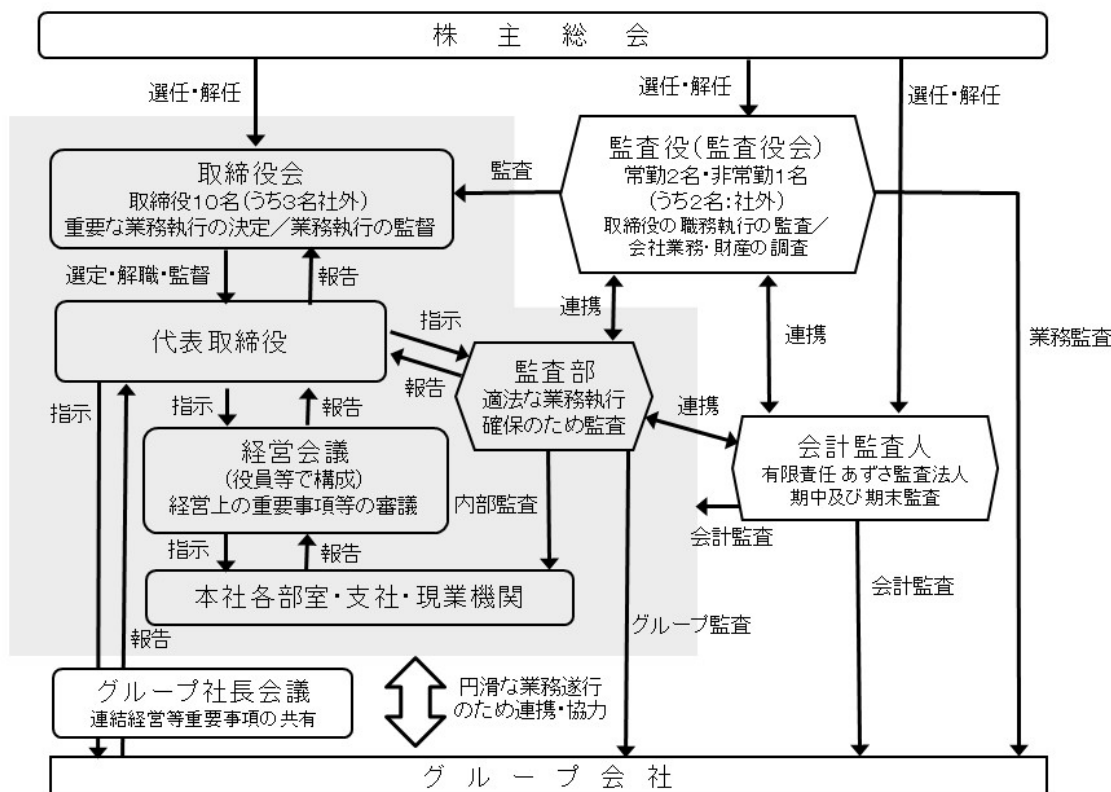 株主総会
選任・解任
選任・解任
選任・解任
取締役会
取締役10名(うち3名社外)
重要な業務執行の決定／業務執行の監督
監査
監査役(監査役会)
常勤2名・非常勤1名
(うち2名:社外)
取締役の職務執行の監査／
会社業務・財産の調査
選定・解職・監督
報告
連携
連携
業務監査
代表取締役
指示
報告
監査部
適法な業務執行
確保のため監査
連携
指示
指示
報告
経営会議
(役員等で構成)
経営上の重要事項等の審議
内部監査
会計監査人
有限責任 あずさ監査法人
期中及び期末監査
会計監査
指示
報告
本社各部室・支社・現業機関
会計監査
報告
グループ監査
グループ社長会議
連結経営等重要事項の共有
円滑な業務遂行
のため連携・協力
グループ会社